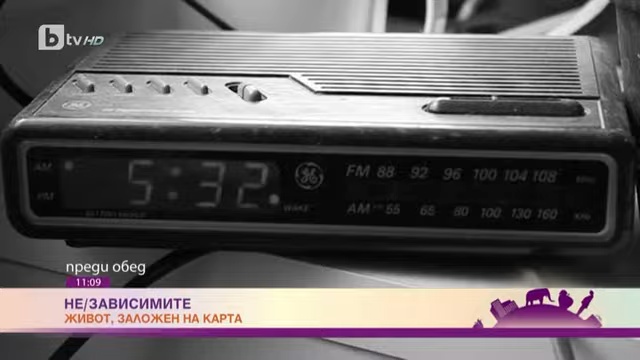 btv HD
AM
5:32
FM 88 92 96 100 104 108
PM
WAKE
AM 55 65 80 100 130 160
преди обед
11:09
НЕ/ЗАВИСИМИТЕ
ЖИВОТ, ЗАЛОЖЕН НА КАРТА